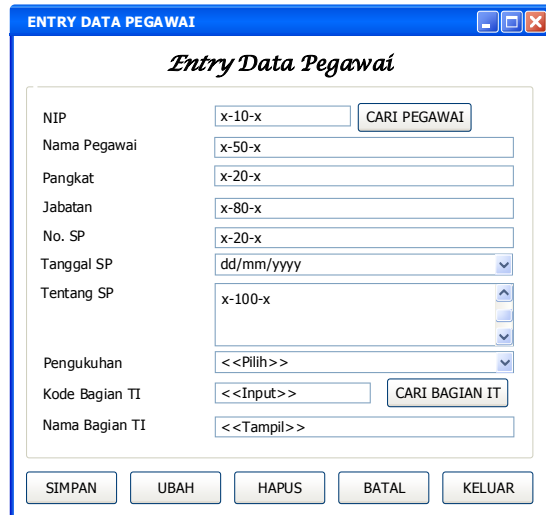 ENTRY DATA PEGAWAI
Entry Data Pegawai
NIP x-10-x CARI PEGAWAI
Nama Pegawai x-50-x
Pangkat x-20-x
Jabatan x-80-x
No. SP x-20-x
Tanggal SP dd/mm/yyyy
Tentang SP x-100-x
Pengukuhan <<Pilih>>
Kode Bagian TI <<Input>> CARI BAGIAN IT
Nama Bagian TI <<Tampil>>
SIMPAN UBAH HAPUS BATAL KELUAR